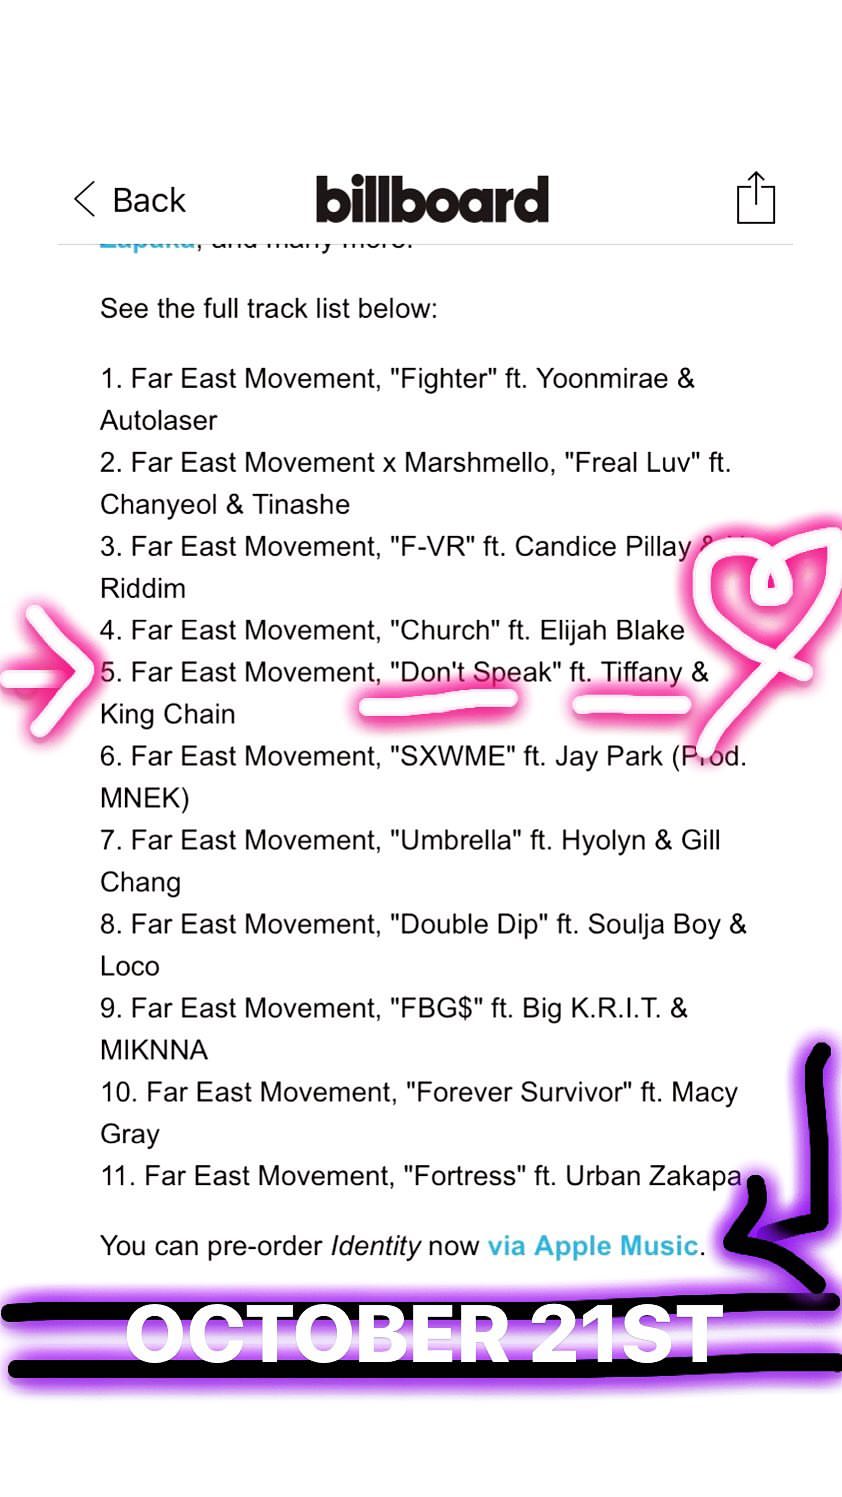 Back
billboard
Zapaka, and many more.
See the full track list below:
1. Far East Movement, "Fighter" ft. Yoonmirae &
Autolaser
2. Far East Movement x Marshmello, "Freal Luv" ft.
Chanyeol & Tinashe
3. Far East Movement, "F-VR" ft. Candice Pillay &
Riddim
4. Far East Movement, "Church" ft. Elijah Blake
5. Far East Movement, "Don't Speak" ft. Tiffany &
King Chain
6. Far East Movement, "SXWME" ft. Jay Park (Prod.
MNEK)
7. Far East Movement, "Umbrella" ft. Hyolyn & Gill
Chang
8. Far East Movement, "Double Dip" ft. Soulja Boy &
Loco
9. Far East Movement, "FBG$" ft. Big K.R.I.T. &
MIKNNA
10. Far East Movement, "Forever Survivor" ft. Macy
Gray
11. Far East Movement, "Fortress" ft. Urban Zakapa
You can pre-order Identity now via Apple Music.
OCTOBER 21ST